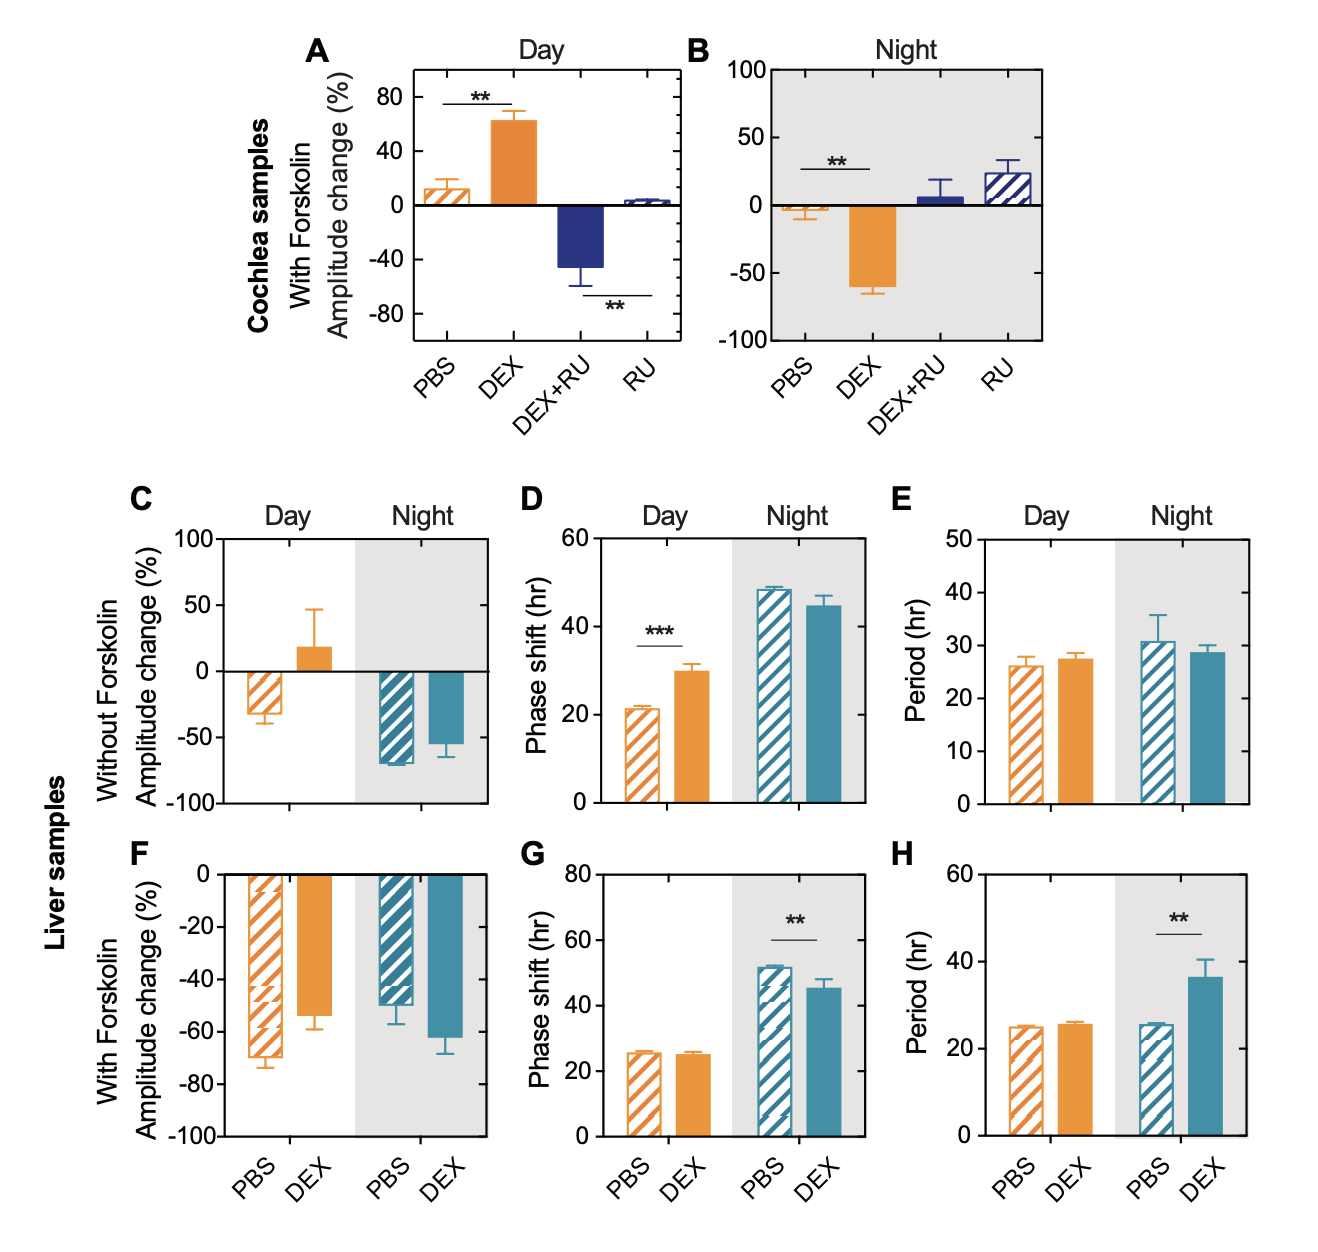 A
Day
B
Night
Cochlea samples
With Forskolin
Amplitude change (%)
80
40
0
-40
-80
**
**
PBS
DEX
DEX+RU
RU
100
50
0
-50
-100
**
PBS
DEX
DEX+RU
RU
Liver samples
C
Day
Night
Without Forskolin
Amplitude change (%)
100
50
0
-50
-100
D
Day
Night
Phase shift (hr)
60
40
20
0
***
E
Day
Night
Period (hr)
50
40
30
20
10
0
F
With Forskolin
Amplitude change (%)
0
-20
-40
-60
-80
-100
PBS
DEX
PBS
DEX
G
Phase shift (hr)
80
60
40
20
0
**
PBS
DEX
PBS
DEX
H
Period (hr)
60
40
20
0
**
PBS
DEX
PBS
DEX